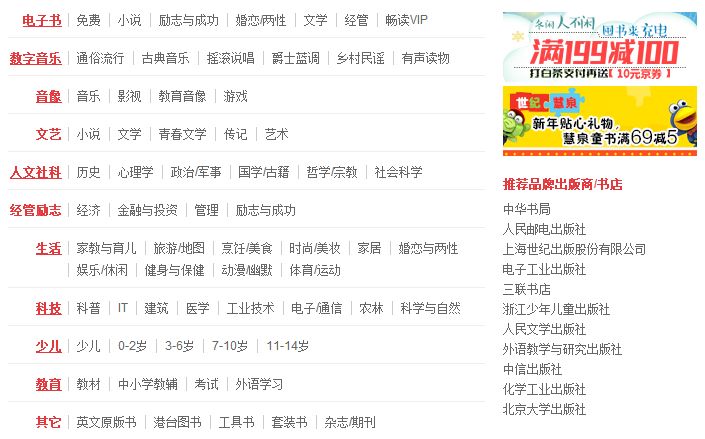 电子书 免费 小说 励志与成功 婚恋/两性 文学 经管 畅读VIP
数字音乐 通俗流行 古典音乐 摇滚说唱 爵士蓝调 乡村民谣 有声读物
音像 音乐 影视 教育音像 游戏
文艺 小说 文学 青春文学 传记 艺术
人文社科 历史 心理学 政治/军事 国学/古籍 哲学/宗教 社会科学
经管励志 经济 金融与投资 管理 励志与成功
生活 家教与育儿 旅游/地图 烹饪/美食 时尚/美妆 家居 婚恋与两性
娱乐/休闲 健身与保健 动漫/幽默 体育/运动
科技 科普 IT 建筑 医学 工业技术 电子/通信 农林 科学与自然
少儿 少儿 0-2岁 3-6岁 7-10岁 11-14岁
教育 教材 中小学教辅 考试 外语学习
其它 英文原版书 港台图书 工具书 套装书 杂志/期刊
冬闲人不闲 图书来充电
满199减100
打白条支付再送【10元京券】
世纪慧泉
新年贴心礼物,
慧泉童书满69减5
推荐品牌出版商/书店
中华书局
人民邮电出版社
上海世纪出版股份有限公司
电子工业出版社
三联书店
浙江少年儿童出版社
人民文学出版社
外语教学与研究出版社
中信出版社
化学工业出版社
北京大学出版社